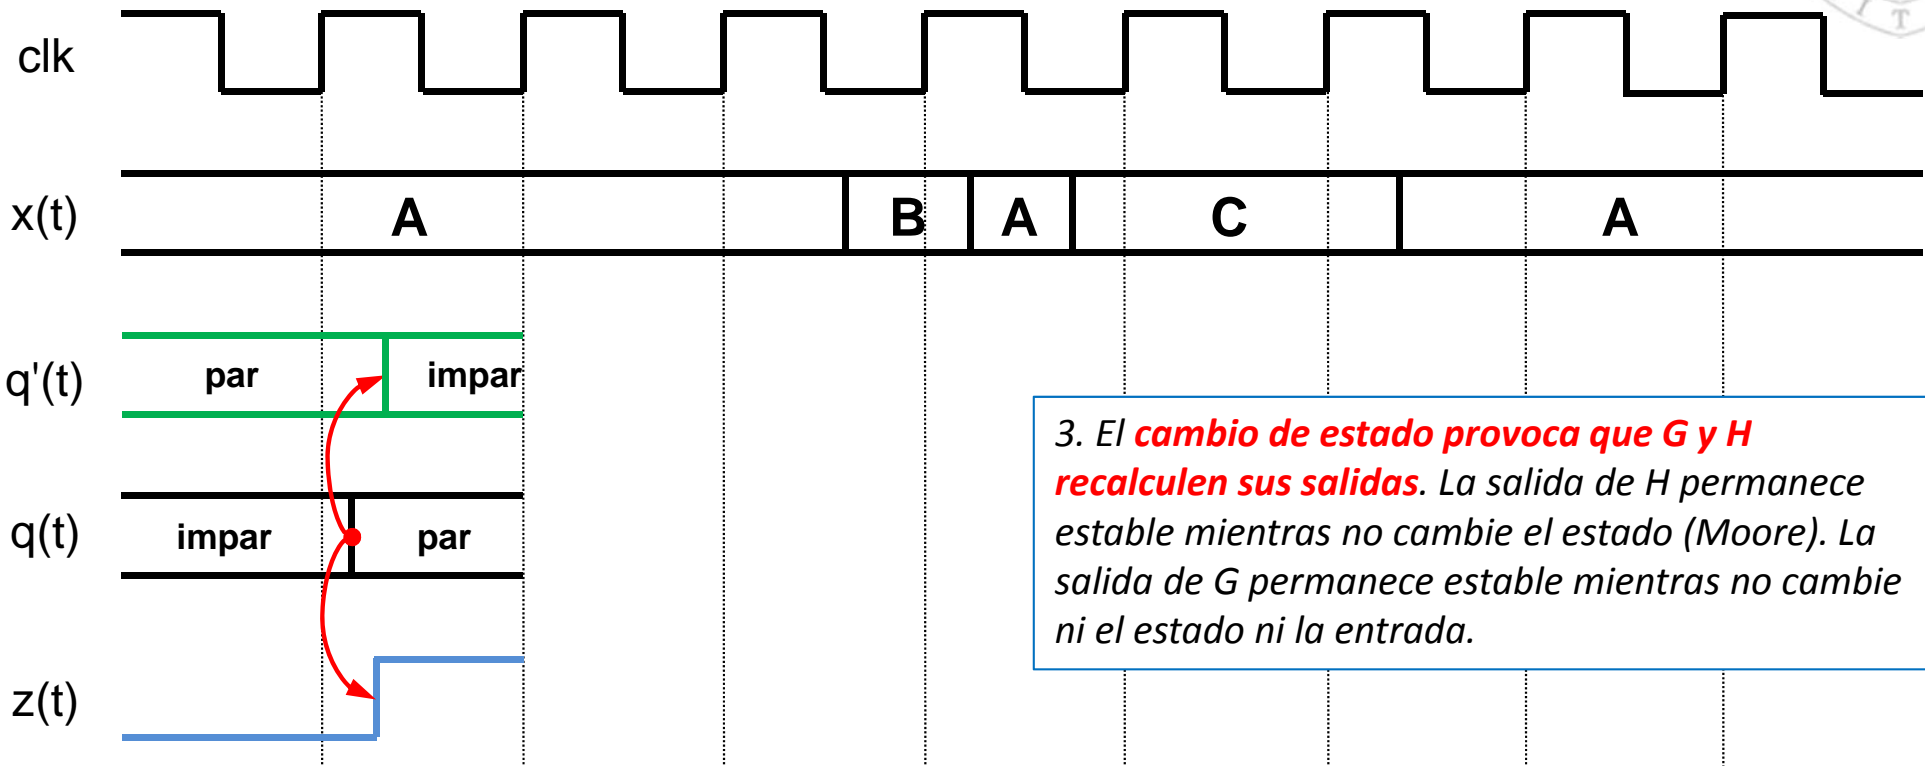 clk
x(t)
A
B
A
C
A
q'(t)
par
impar
q(t)
impar
par
z(t)
3. El cambio de estado provoca que G y H
recalculen sus salidas. La salida de H permanece
estable mientras no cambie el estado (Moore). La
salida de G permanece estable mientras no cambie
ni el estado ni la entrada.